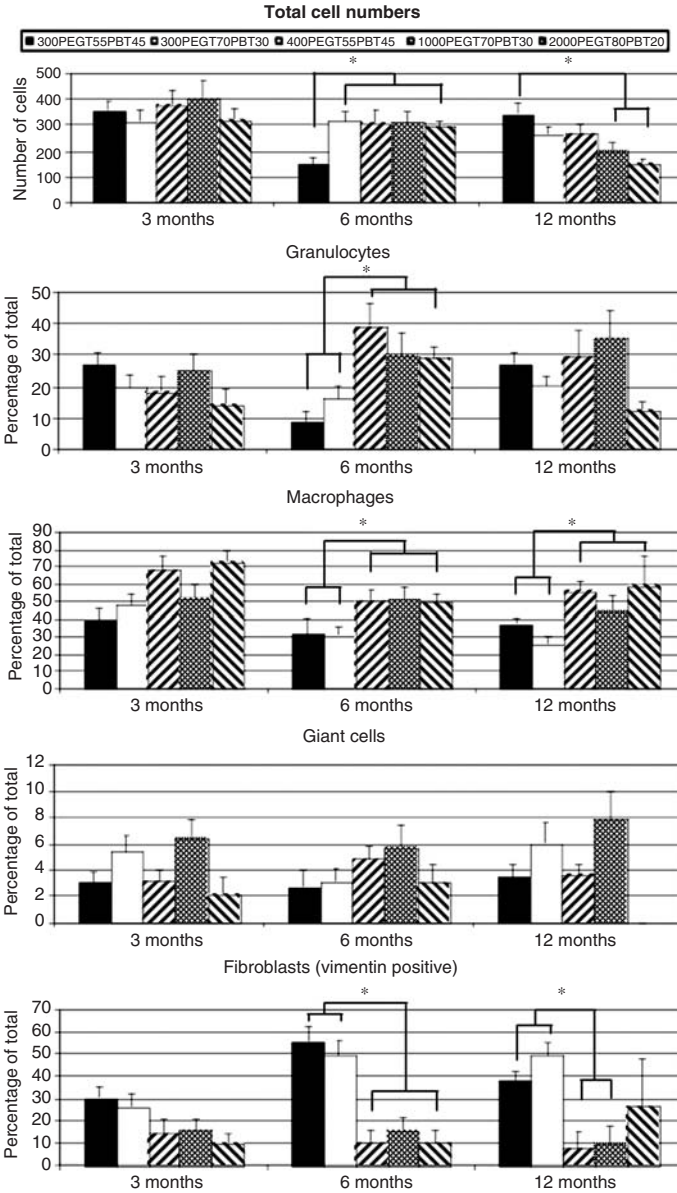 Total cell numbers
300PEGT55PBT45 300PEGT70PBT30 400PEGT55PBT45 1000PEGT70PBT30 2000PEGT80PBT20
Number of cells
500
400
300
200
100
0
*
*
3 months 6 months 12 months
Granulocytes
Percentage of total
50
40
30
20
10
0
*
3 months 6 months 12 months
Macrophages
Percentage of total
90
80
70
60
50
40
30
20
10
0
*
*
3 months 6 months 12 months
Giant cells
Percentage of total
12
10
8
6
4
2
0
3 months 6 months 12 months
Fibroblasts (vimentin positive)
Percentage of total
70
60
50
40
30
20
10
0
*
*
3 months 6 months 12 months